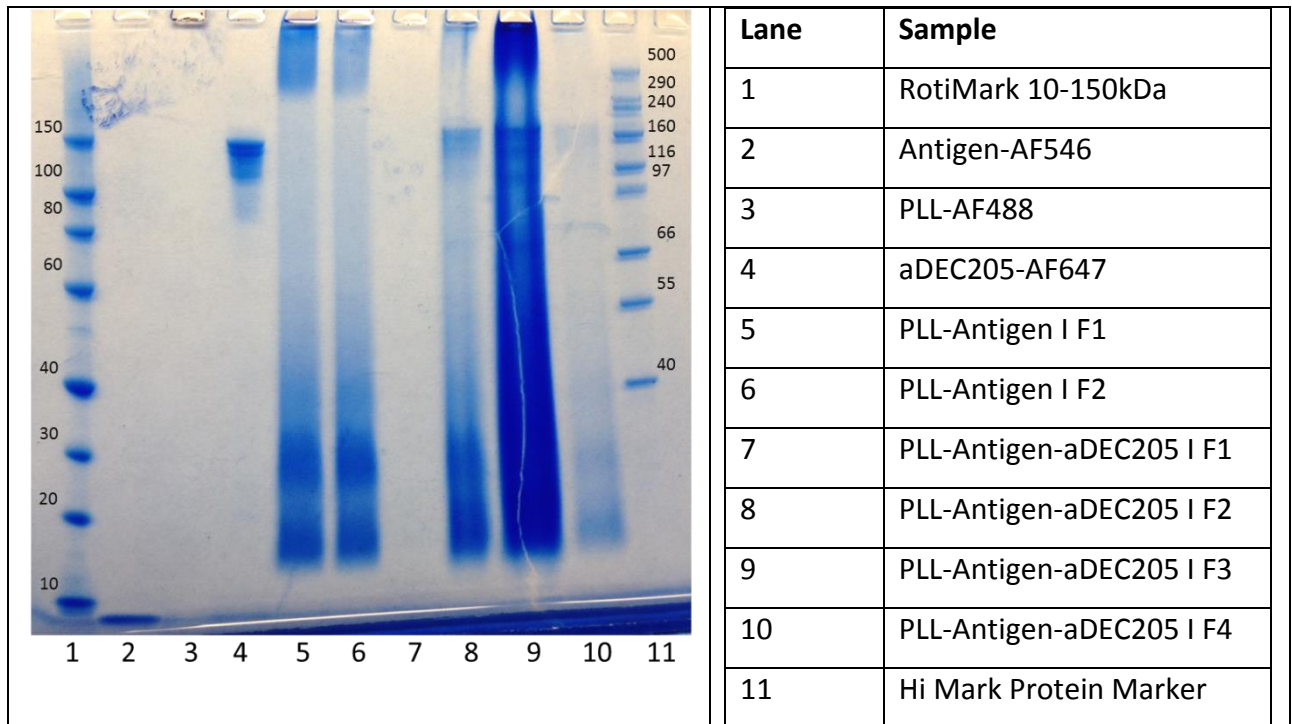 150
100
80
60
40
30
20
10
500
290
240
160
116
97
66
55
40
1 2 3 4 5 6 7 8 9 10 11
Lane Sample
1 RotiMark 10-150kDa
2 Antigen-AF546
3 PLL-AF488
4 aDEC205-AF647
5 PLL-Antigen I F1
6 PLL-Antigen I F2
7 PLL-Antigen-aDEC205 I F1
8 PLL-Antigen-aDEC205 I F2
9 PLL-Antigen-aDEC205 I F3
10 PLL-Antigen-aDEC205 I F4
11 Hi Mark Protein Marker